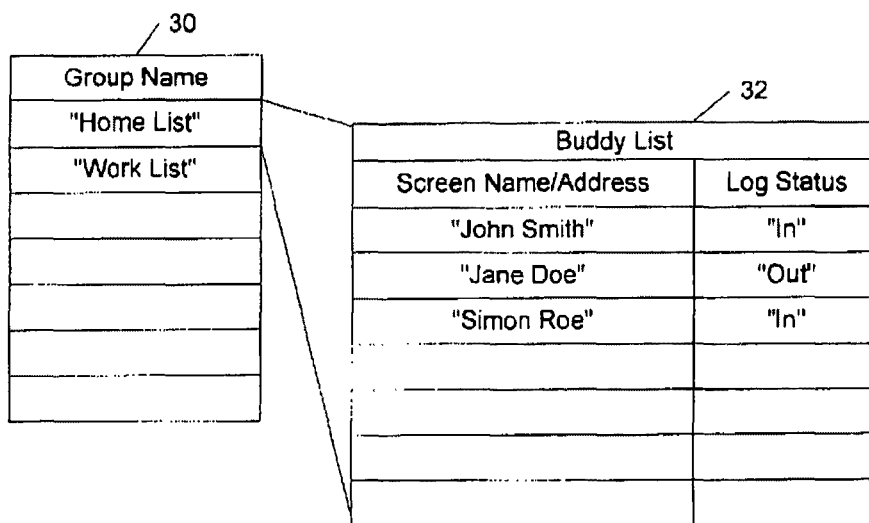 30
Group Name
"Home List"
"Work List"
32
Buddy List
Screen Name/Address Log Status
"John Smith" "In"
"Jane Doe" "Out"
"Simon Roe" "In"